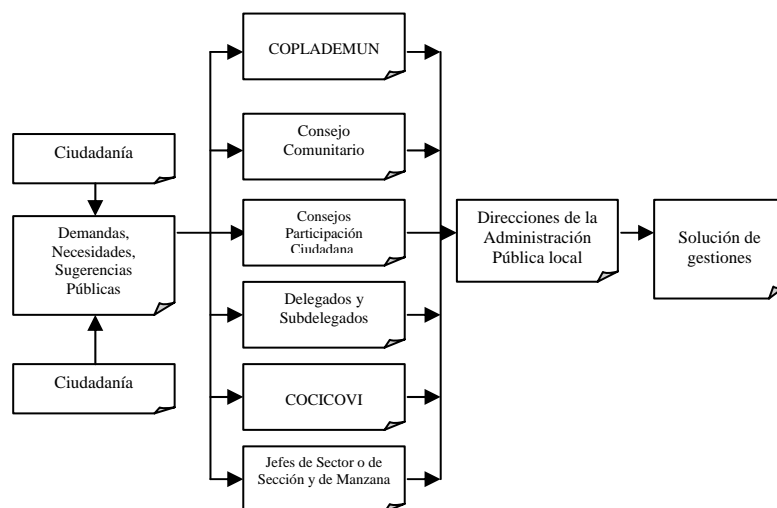 COPLADEMUN
Ciudadanía
Consejo
Comunitario
Demandas,
Necesidades,
Sugerencias
Públicas
Consejos
Participación
Ciudadana
Direcciones de la
Administración
Pública local
Solución de
gestiones
Delegados y
Subdelegados
Ciudadanía
COCICOVI
Jefes de Sector o de
Sección y de Manzana